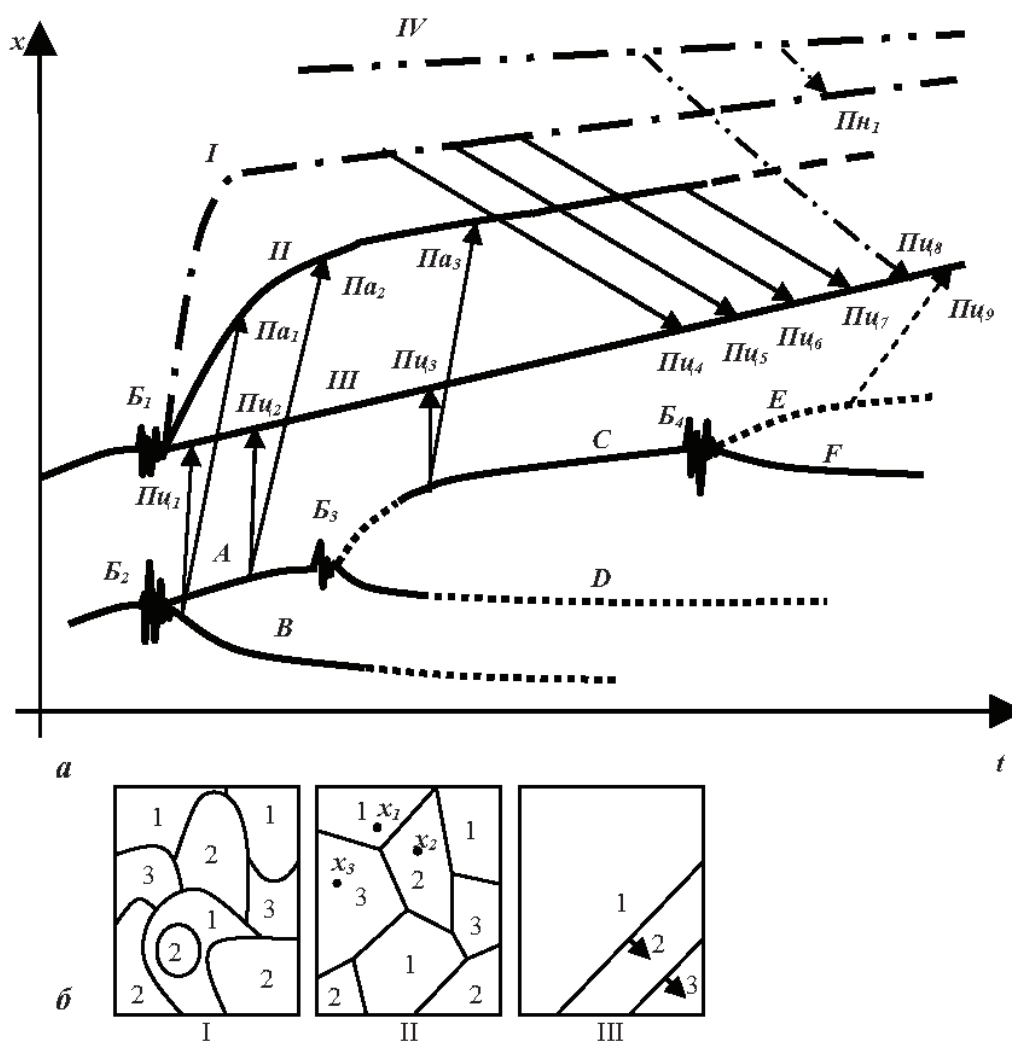 x
IV
Пн₁
I
II
Па₃
Пц₈
Па₂
Па₁
Пц₉
Пц₇
Пц₆
Пц₅
Пц₄
Пц₃
III
Б₁
Пц₂
E
Б₄
C
F
Пц₁
Б₃
A
Б₂
D
B
a
t
1 1 2 3 1 3 2 2 2
1 x₁ x₂ 1 x₃ 2 3 3 1 2 2
1 2 3
б
I II III